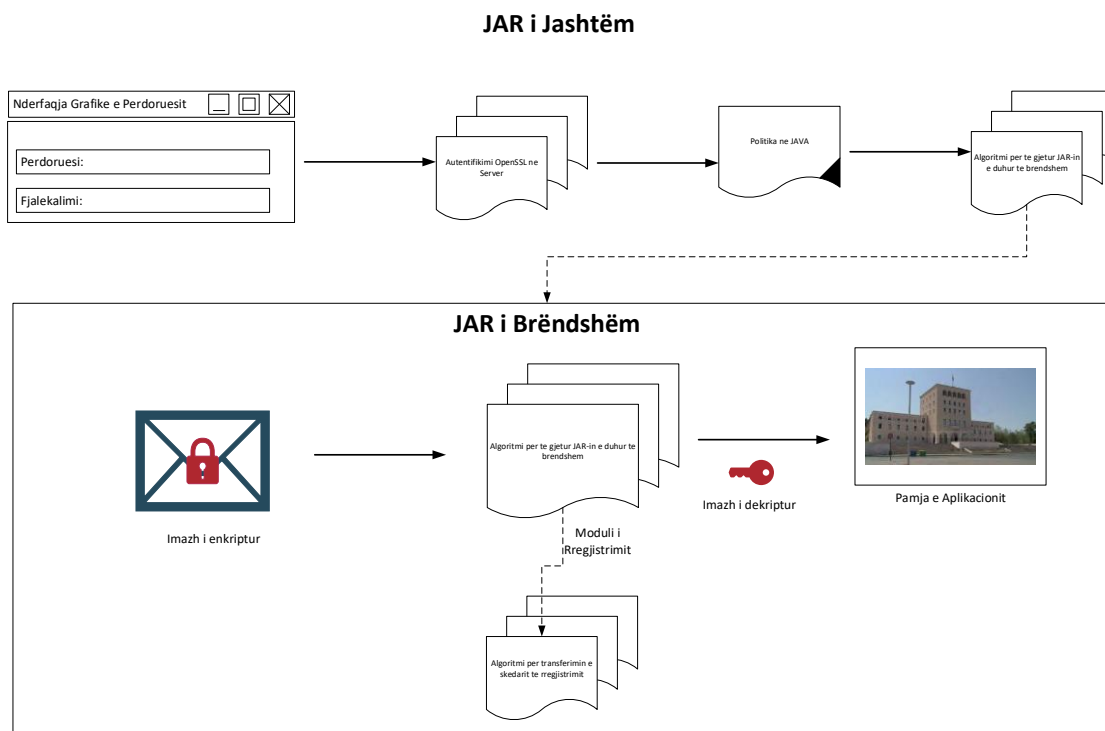 JAR i Jashtëm
Nderfaqja Grafike e Perdoruesit
Perdoruesi:
Fjalekalimi:
Autentifikimi OpenSSL ne
Server
Politika ne JAVA
Algoritmi per te gjetur JAR-in
e duhur te brendshem
JAR i Brëndshëm
Imazh i enkriptur
Algoritmi per te gjetur JAR-in e duhur te
brendshem
Imazh i dekriptur
Pamja e Aplikacionit
Moduli i
Rregjistrimit
Algoritmi per transferimin e
skedarit te rregjistrimit